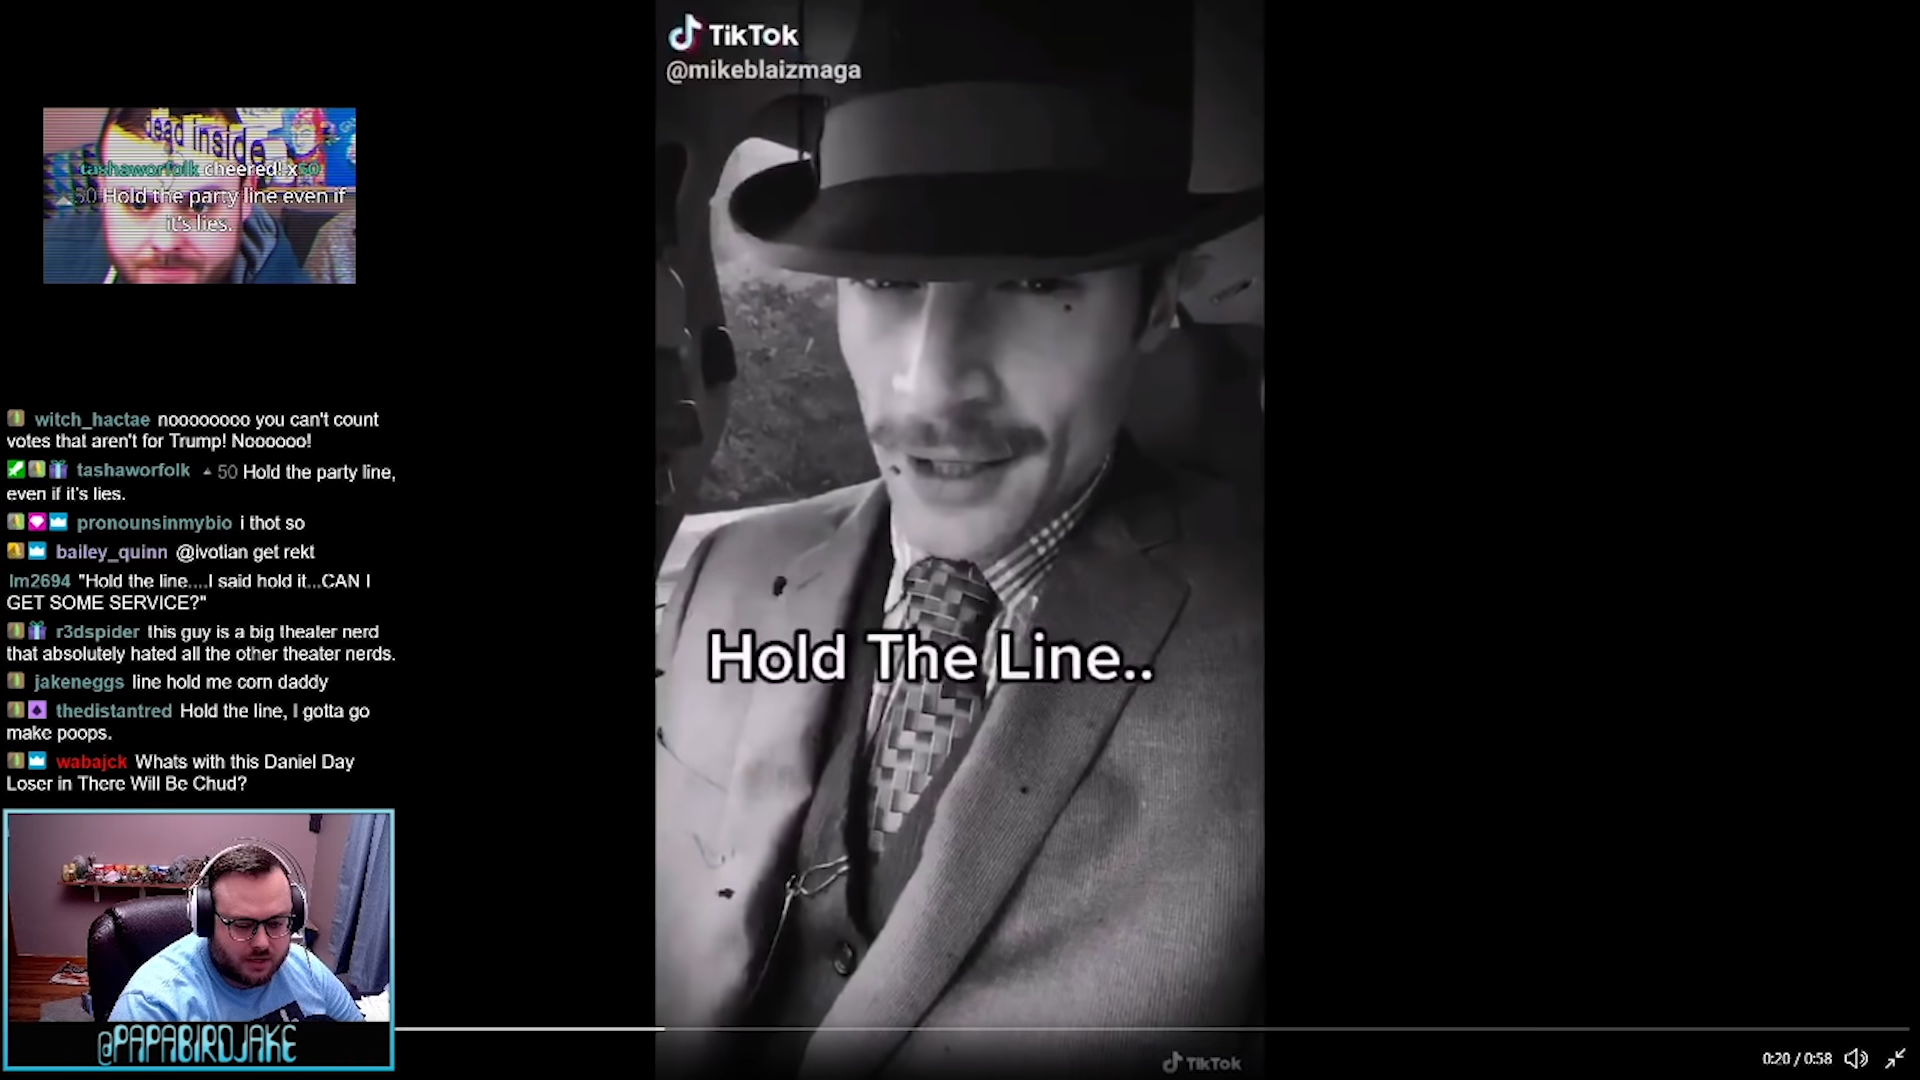 TikTok
@mikeblaizmaga
dead inside
tashaworfolk cheered! x50
50 Hold the party line even if
it's lies.
witch_hactae noooooooo you can't count
votes that aren't for Trump! Noooooo!
tashaworfolk 50 Hold the party line,
even if it's lies.
pronounsinmybio i thot so
bailey_quinn @ivotian get rekt
lm2694 "Hold the line....I said hold it...CAN I
GET SOME SERVICE?"
r3dspider this guy is a big theater nerd
that absolutely hated all the other theater nerds.
jakeneggs line hold me corn daddy
thedistantred Hold the line, I gotta go
make poops.
wabajck Whats with this Daniel Day
Loser in There Will Be Chud?
Hold The Line..
@PAPABIRDJAKE
0:20 / 0:58
TikTok